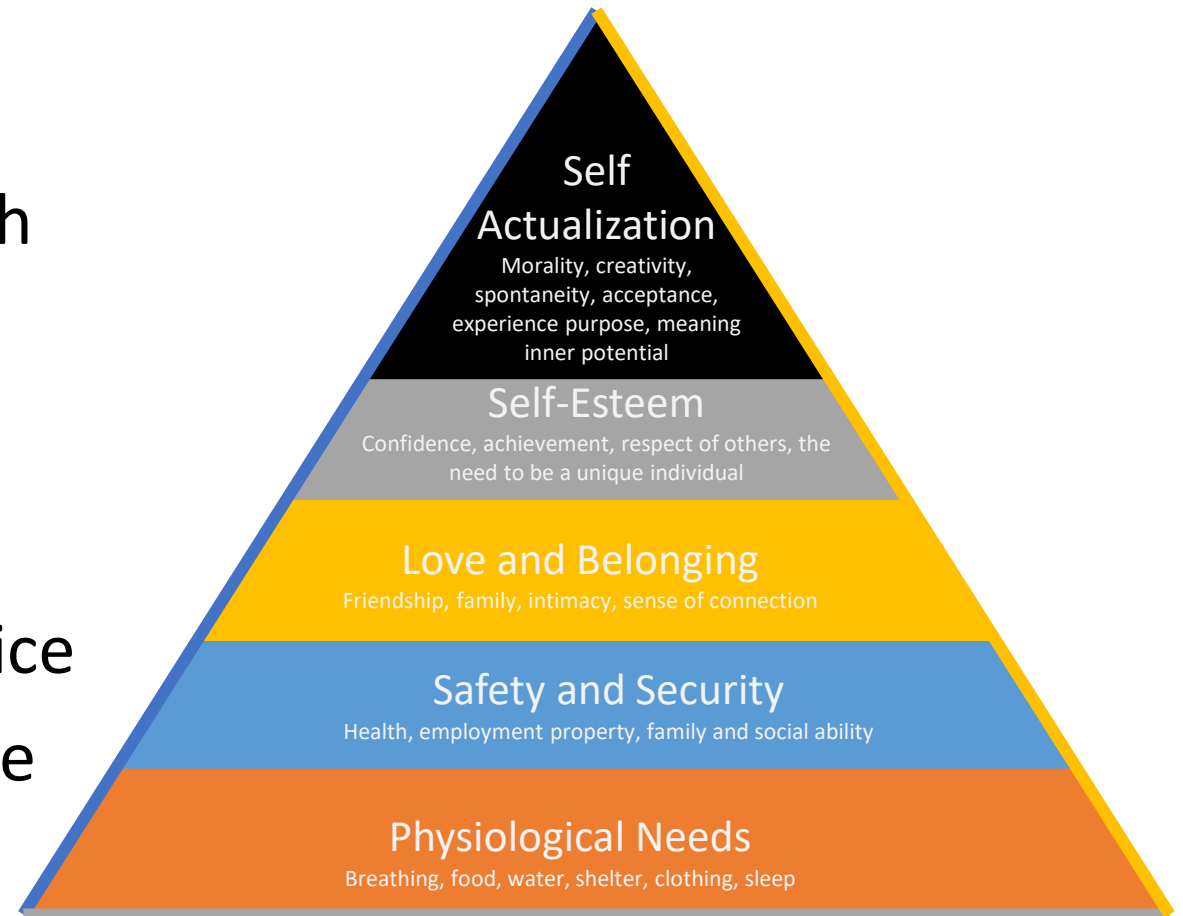 h
ice
e
Self
Actualization
Morality, creativity,
spontaneity, acceptance,
experience purpose, meaning
inner potential
Self-Esteem
Confidence, achievement, respect of others, the
need to be a unique individual
Love and Belonging
Friendship, family, intimacy, sense of connection
Safety and Security
Health, employment property, family and social ability
Physiological Needs
Breathing, food, water, shelter, clothing, sleep